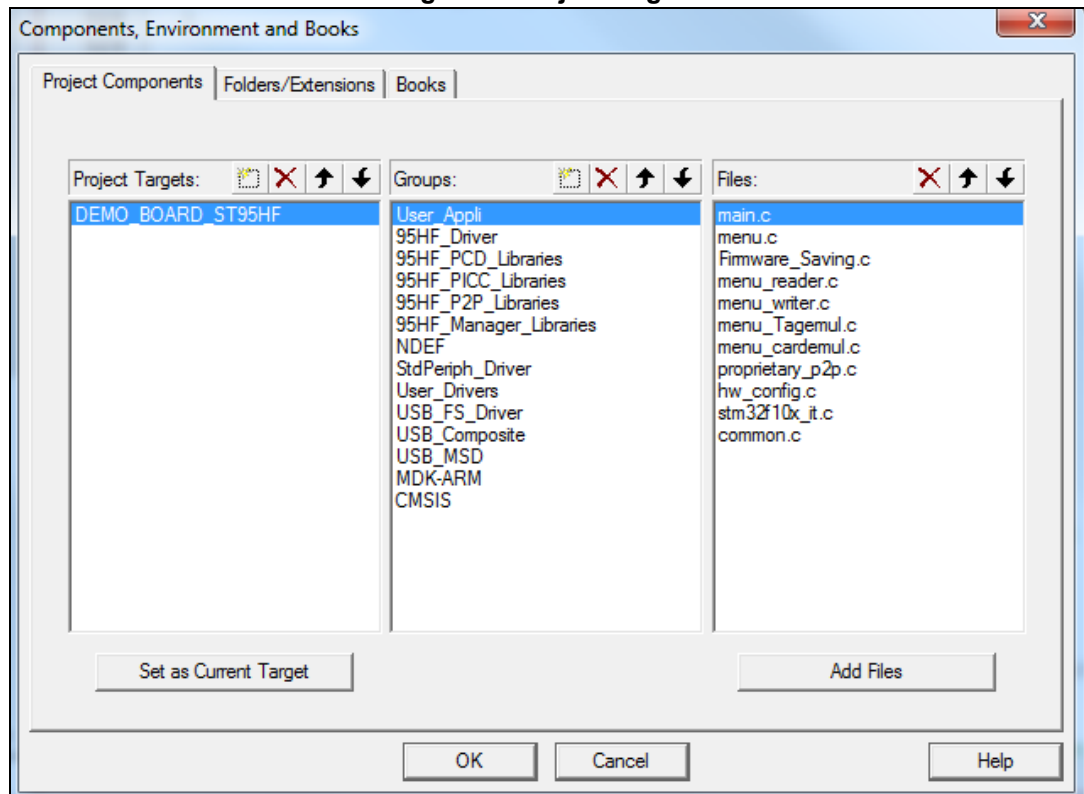 Components, Environment and Books
Project Components
Folders/Extensions
Books
Project Targets:
DEMO_BOARD_ST95HF
Set as Current Target
Groups:
User_Appli
95HF_Driver
95HF_PCD_Libraries
95HF_PICC_Libraries
95HF_P2P_Libraries
95HF_Manager_Libraries
NDEF
StdPeriph_Driver
User_Drivers
USB_FS_Driver
USB_Composite
USB_MSD
MDK-ARM
CMSIS
Files:
main.c
menu.c
Firmware_Saving.c
menu_reader.c
menu_writer.c
menu_Tagemul.c
menu_cardemul.c
proprietary_p2p.c
hw_config.c
stm32f10x_it.c
common.c
Add Files
OK
Cancel
Help